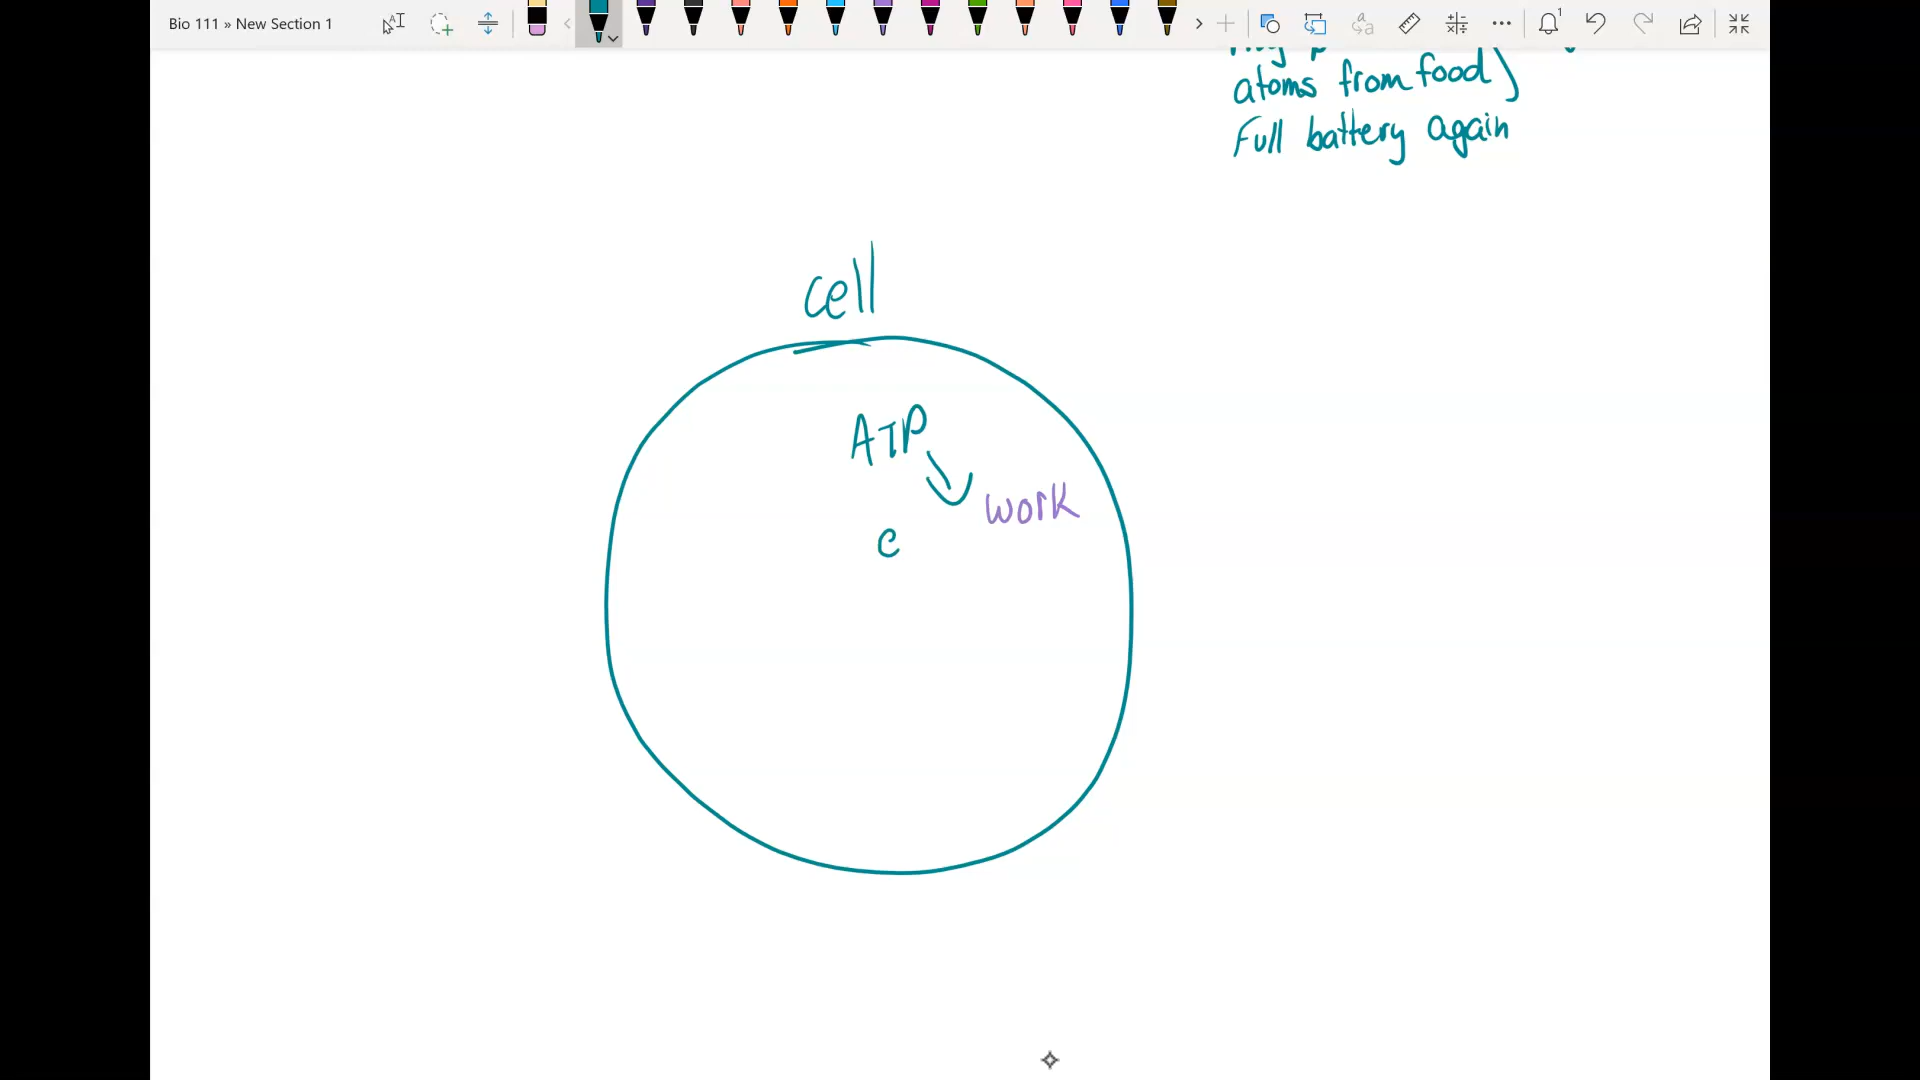 Bio 111 » New Section 1
atoms from food)
Full battery again
cell
ATP
work
e